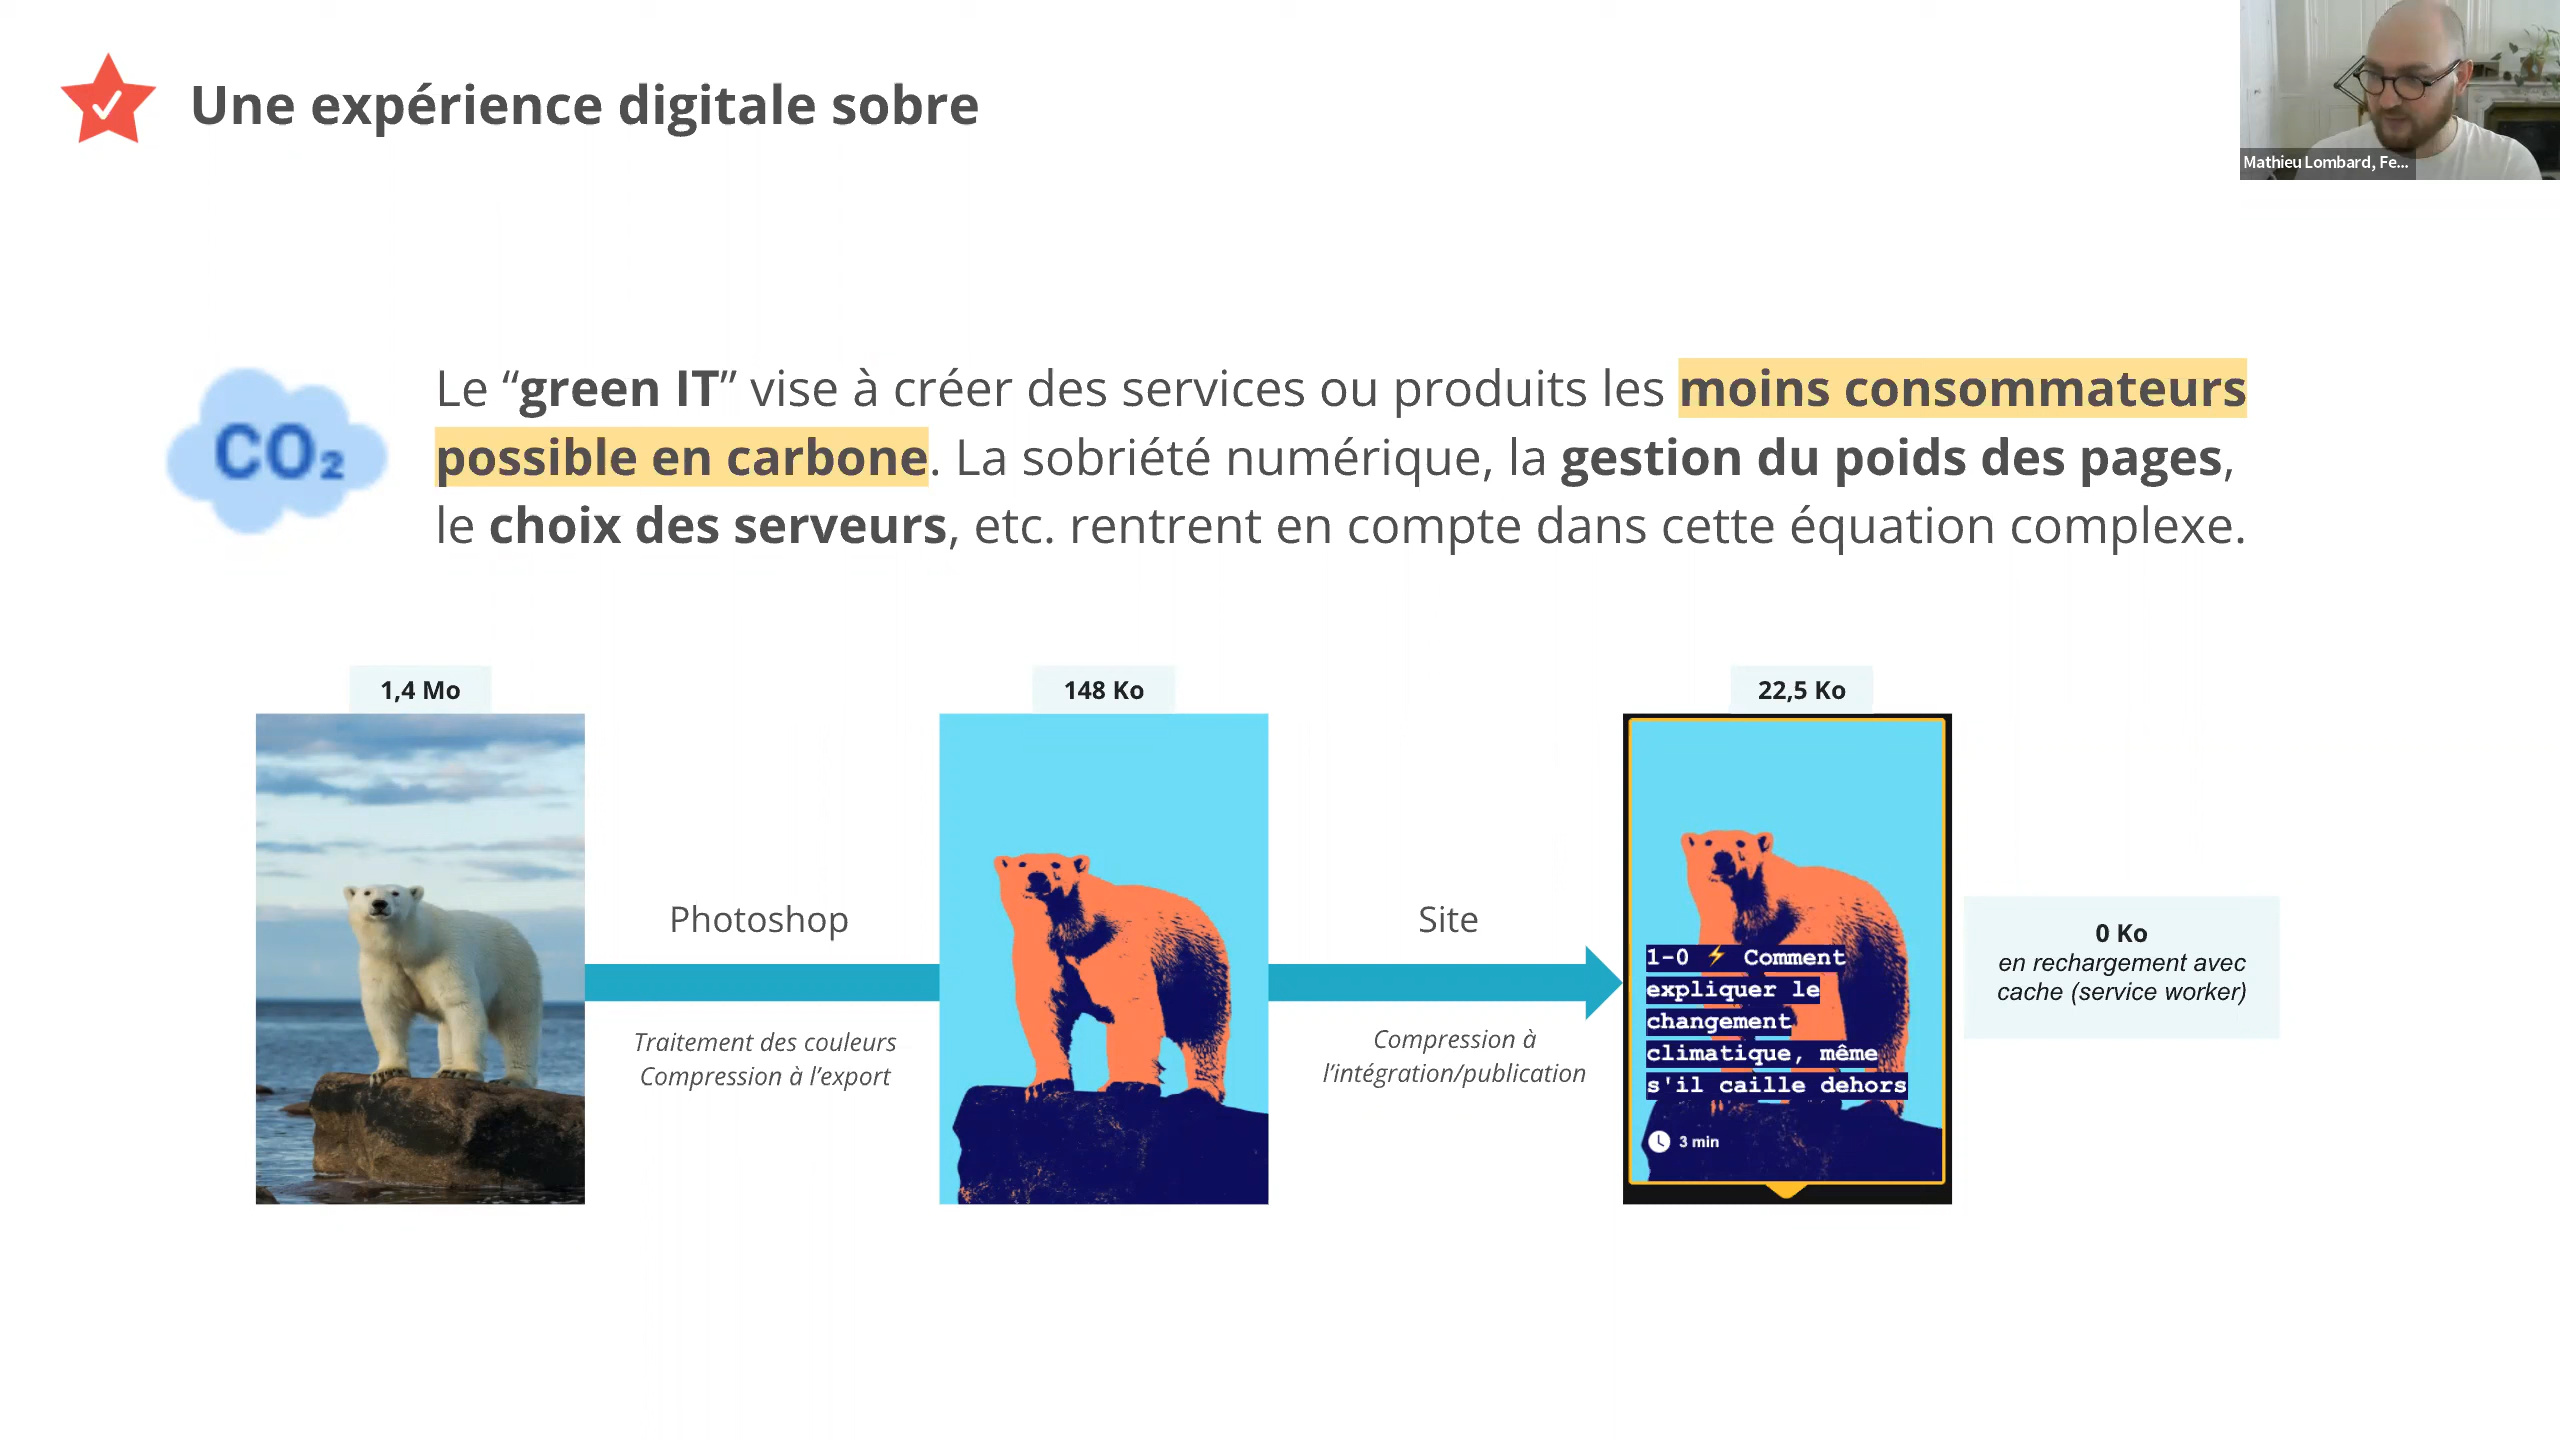 Une expérience digitale sobre
Mathieu Lombard, Fe...
Le “green IT” vise à créer des services ou produits les moins consommateurs
possible en carbone. La sobriété numérique, la gestion du poids des pages,
le choix des serveurs, etc. rentrent en compte dans cette équation complexe.
CO₂
1,4 Mo
148 Ko
22,5 Ko
Photoshop
Traitement des couleurs
Compression à l’export
Site
Compression à
l’intégration/publication
1-0 ⚡ Comment
expliquer le
changement
climatique, même
s'il caille dehors
3 min
0 Ko
en rechargement avec
cache (service worker)